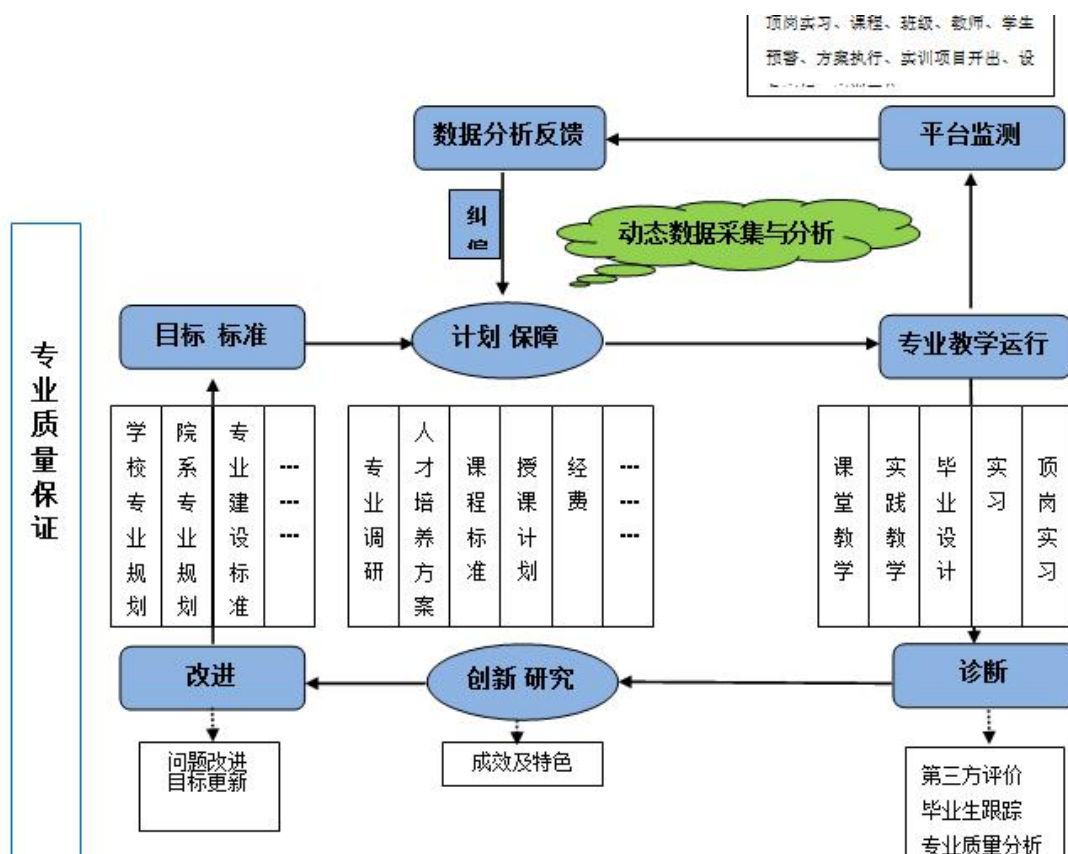 顶岗实习、课程、班级、教师、学生
预警、方案执行、实训项目开出、设
数据分析反馈
平台监测
纠
动态数据采集与分析
专业质量保证
目标 标准
计划 保障
专业教学运行
学校专业规划
院系专业规划
专业建设标准
---
---
---
专业调研
人才培养方案
课程标准
授课计划
经费
---
---
---
课堂教学
实践教学
毕业设计
实习
顶岗实习
改进
创新 研究
诊断
问题改进
目标更新
成效及特色
第三方评价
毕业生跟踪
专业质量分析